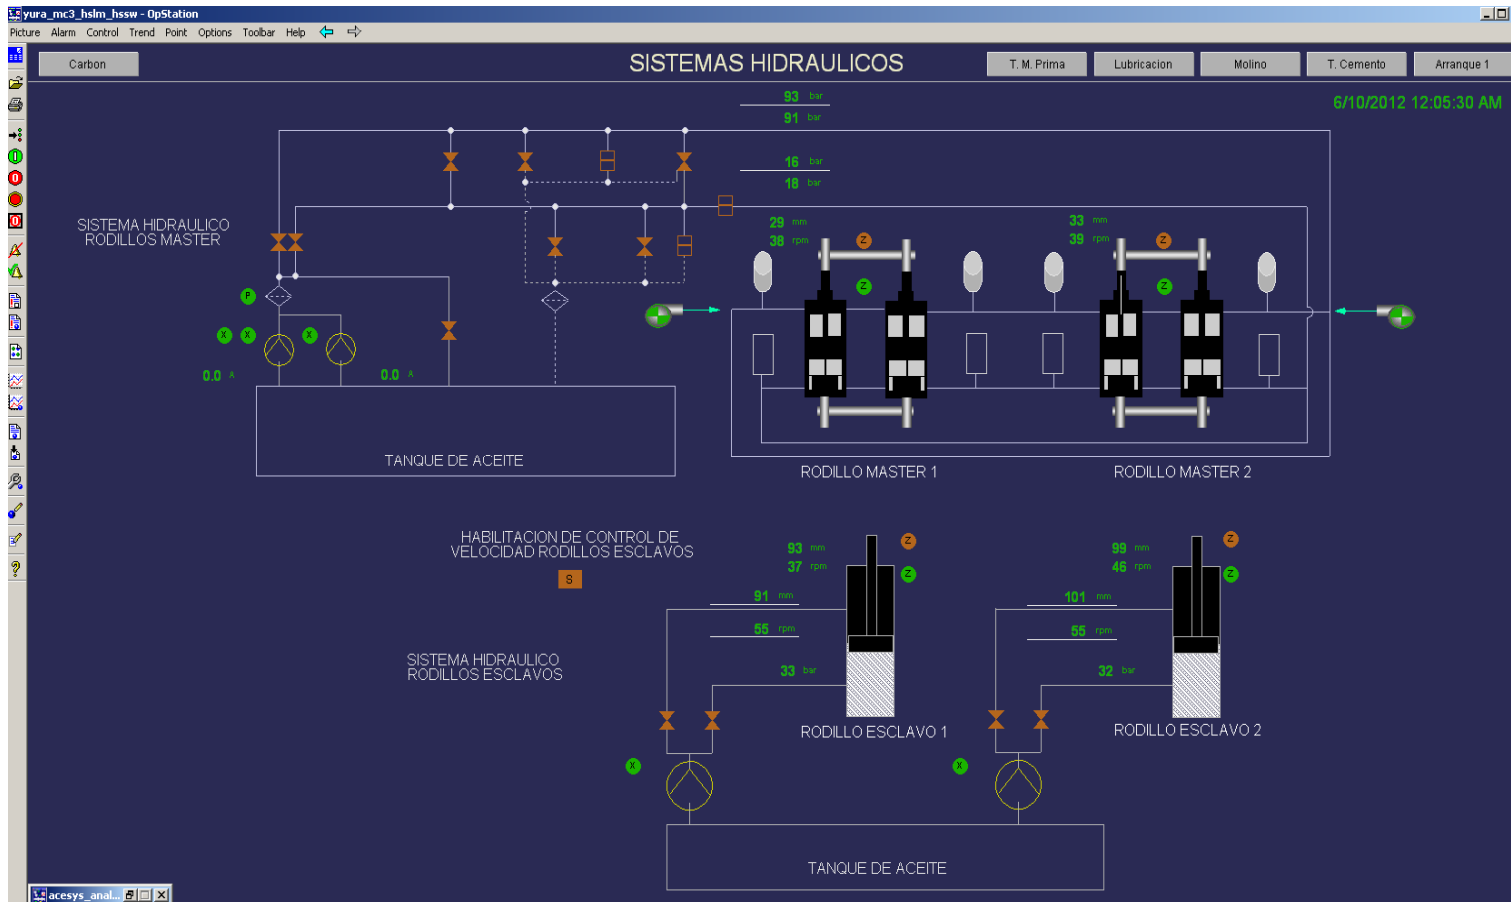 yura_mc3_hslm_hssw - OpStation
Picture Alarm Control Trend Point Options Toolbar Help
Carbon
SISTEMAS HIDRAULICOS
T. M. Prima
Lubricacion
Molino
T. Cemento
Arranque 1
6/10/2012 12:05:30 AM
93 bar
91 bar
16 bar
18 bar
SISTEMA HIDRAULICO
RODILLOS MASTER
29 mm
38 rpm
Z
33 mm
39 rpm
Z
Z
Z
P
X X X
0.0 A
0.0 A
TANQUE DE ACEITE
RODILLO MASTER 1
RODILLO MASTER 2
HABILITACION DE CONTROL DE
VELOCIDAD RODILLOS ESCLAVOS
S
93 mm
37 rpm
Z
Z
99 mm
46 rpm
Z
Z
91 mm
55 rpm
33 bar
101 mm
55 rpm
32 bar
SISTEMA HIDRAULICO
RODILLOS ESCLAVOS
RODILLO ESCLAVO 1
RODILLO ESCLAVO 2
X
X
TANQUE DE ACEITE
acesys_anal...